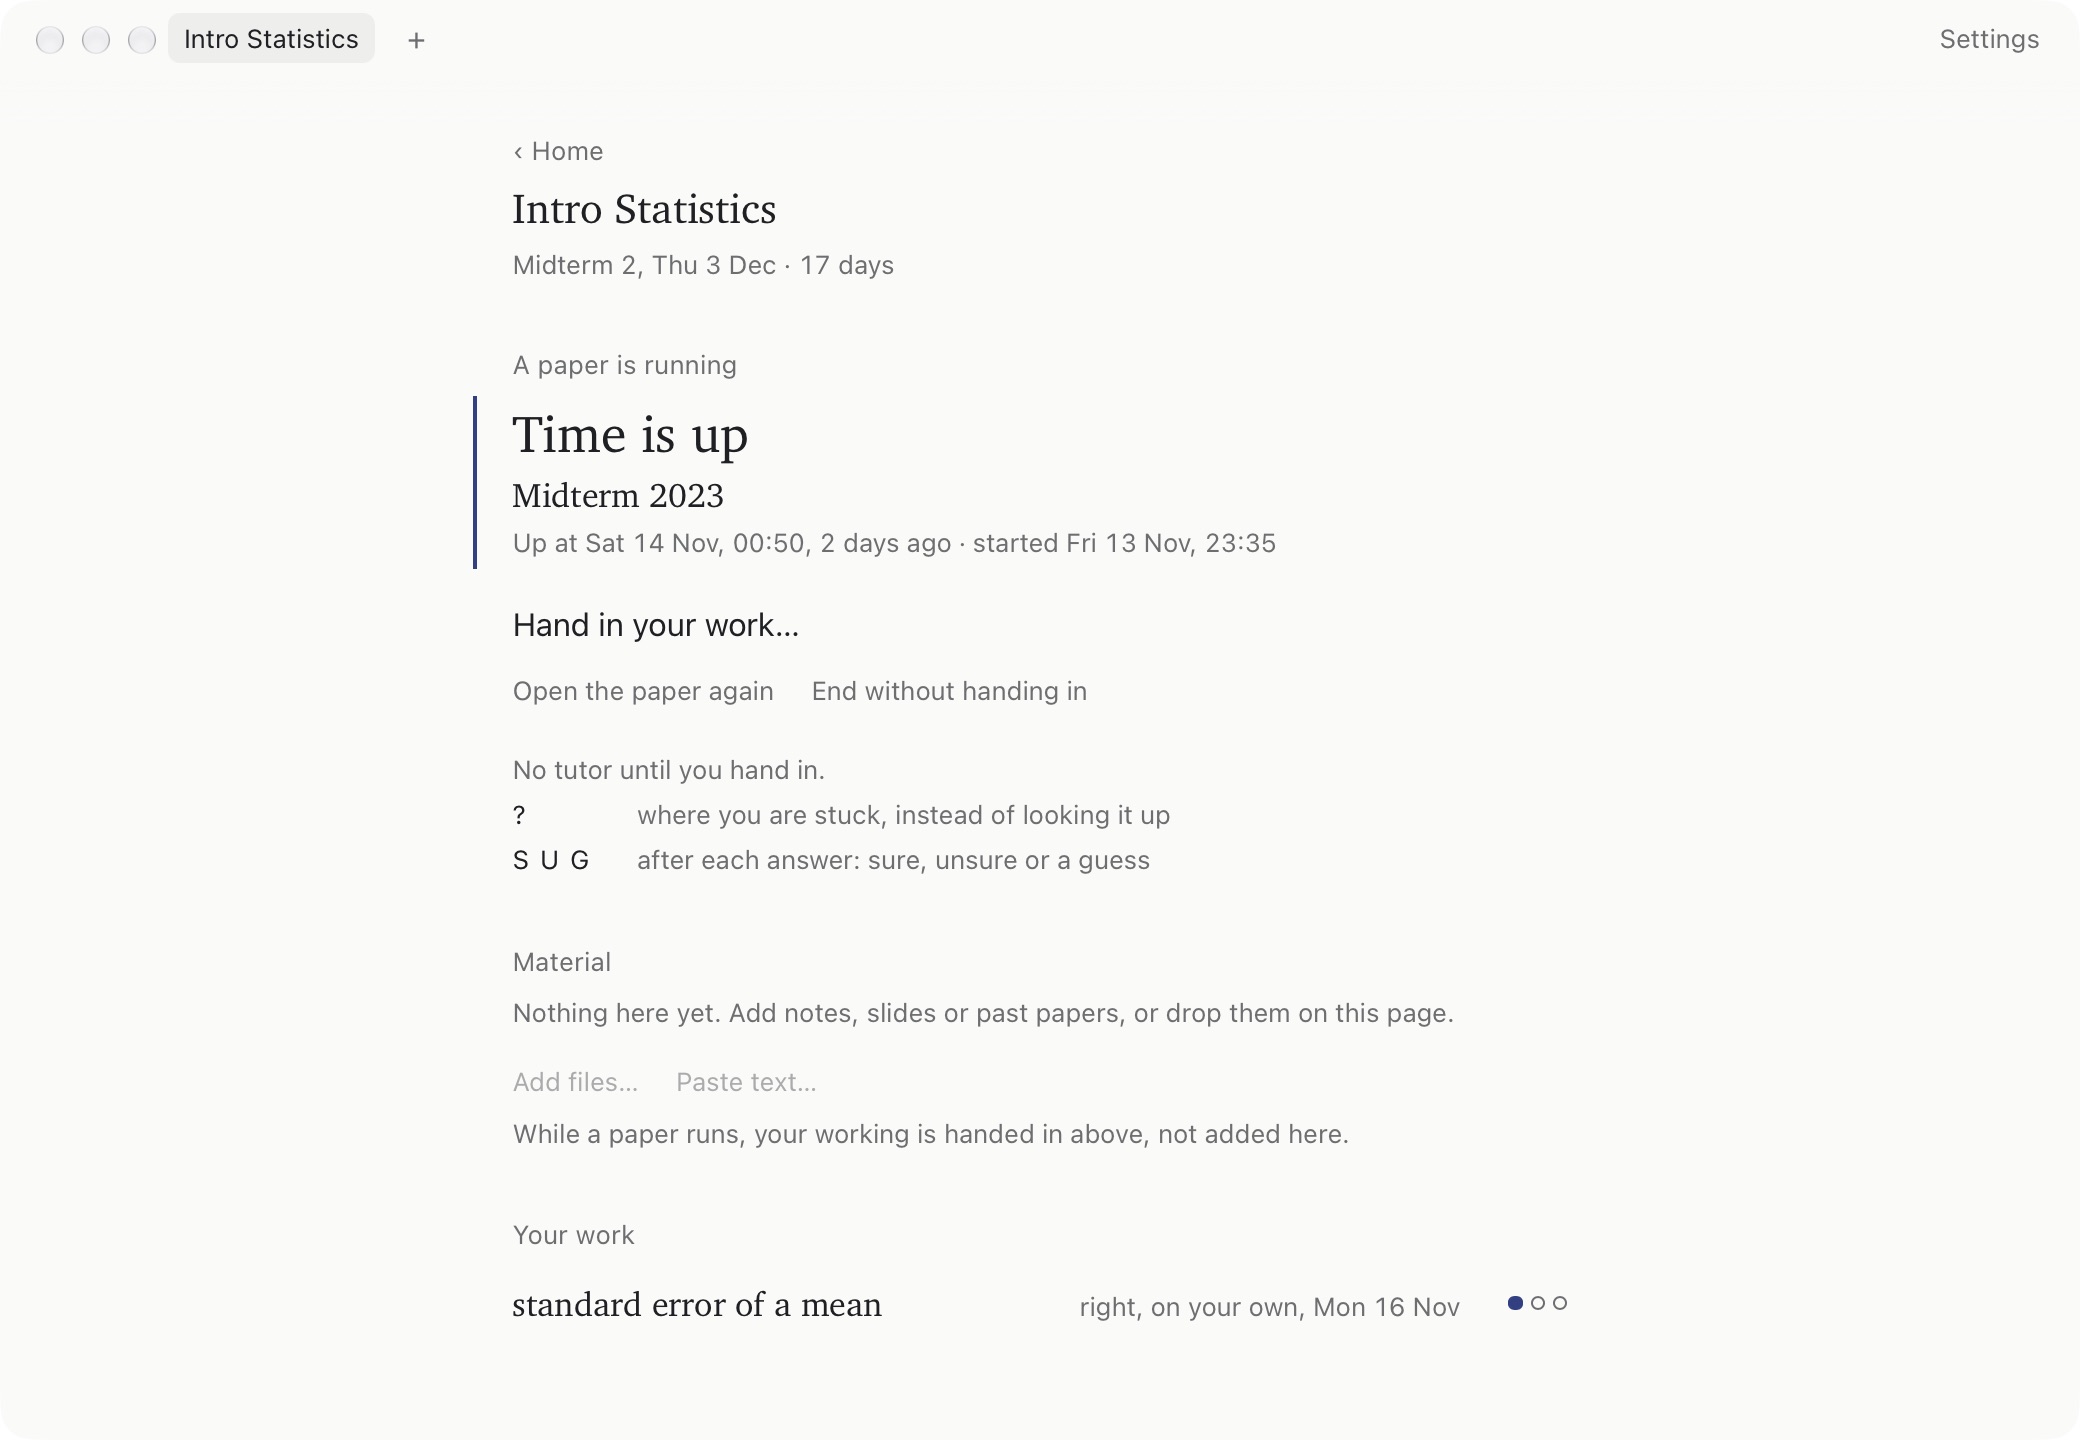 Intro Statistics +
Settings
‹ Home
Intro Statistics
Midterm 2, Thu 3 Dec · 17 days
A paper is running
Time is up
Midterm 2023
Up at Sat 14 Nov, 00:50, 2 days ago · started Fri 13 Nov, 23:35
Hand in your work...
Open the paper again End without handing in
No tutor until you hand in.
? where you are stuck, instead of looking it up
S U G after each answer: sure, unsure or a guess
Material
Nothing here yet. Add notes, slides or past papers, or drop them on this page.
Add files... Paste text...
While a paper runs, your working is handed in above, not added here.
Your work
standard error of a mean right, on your own, Mon 16 Nov